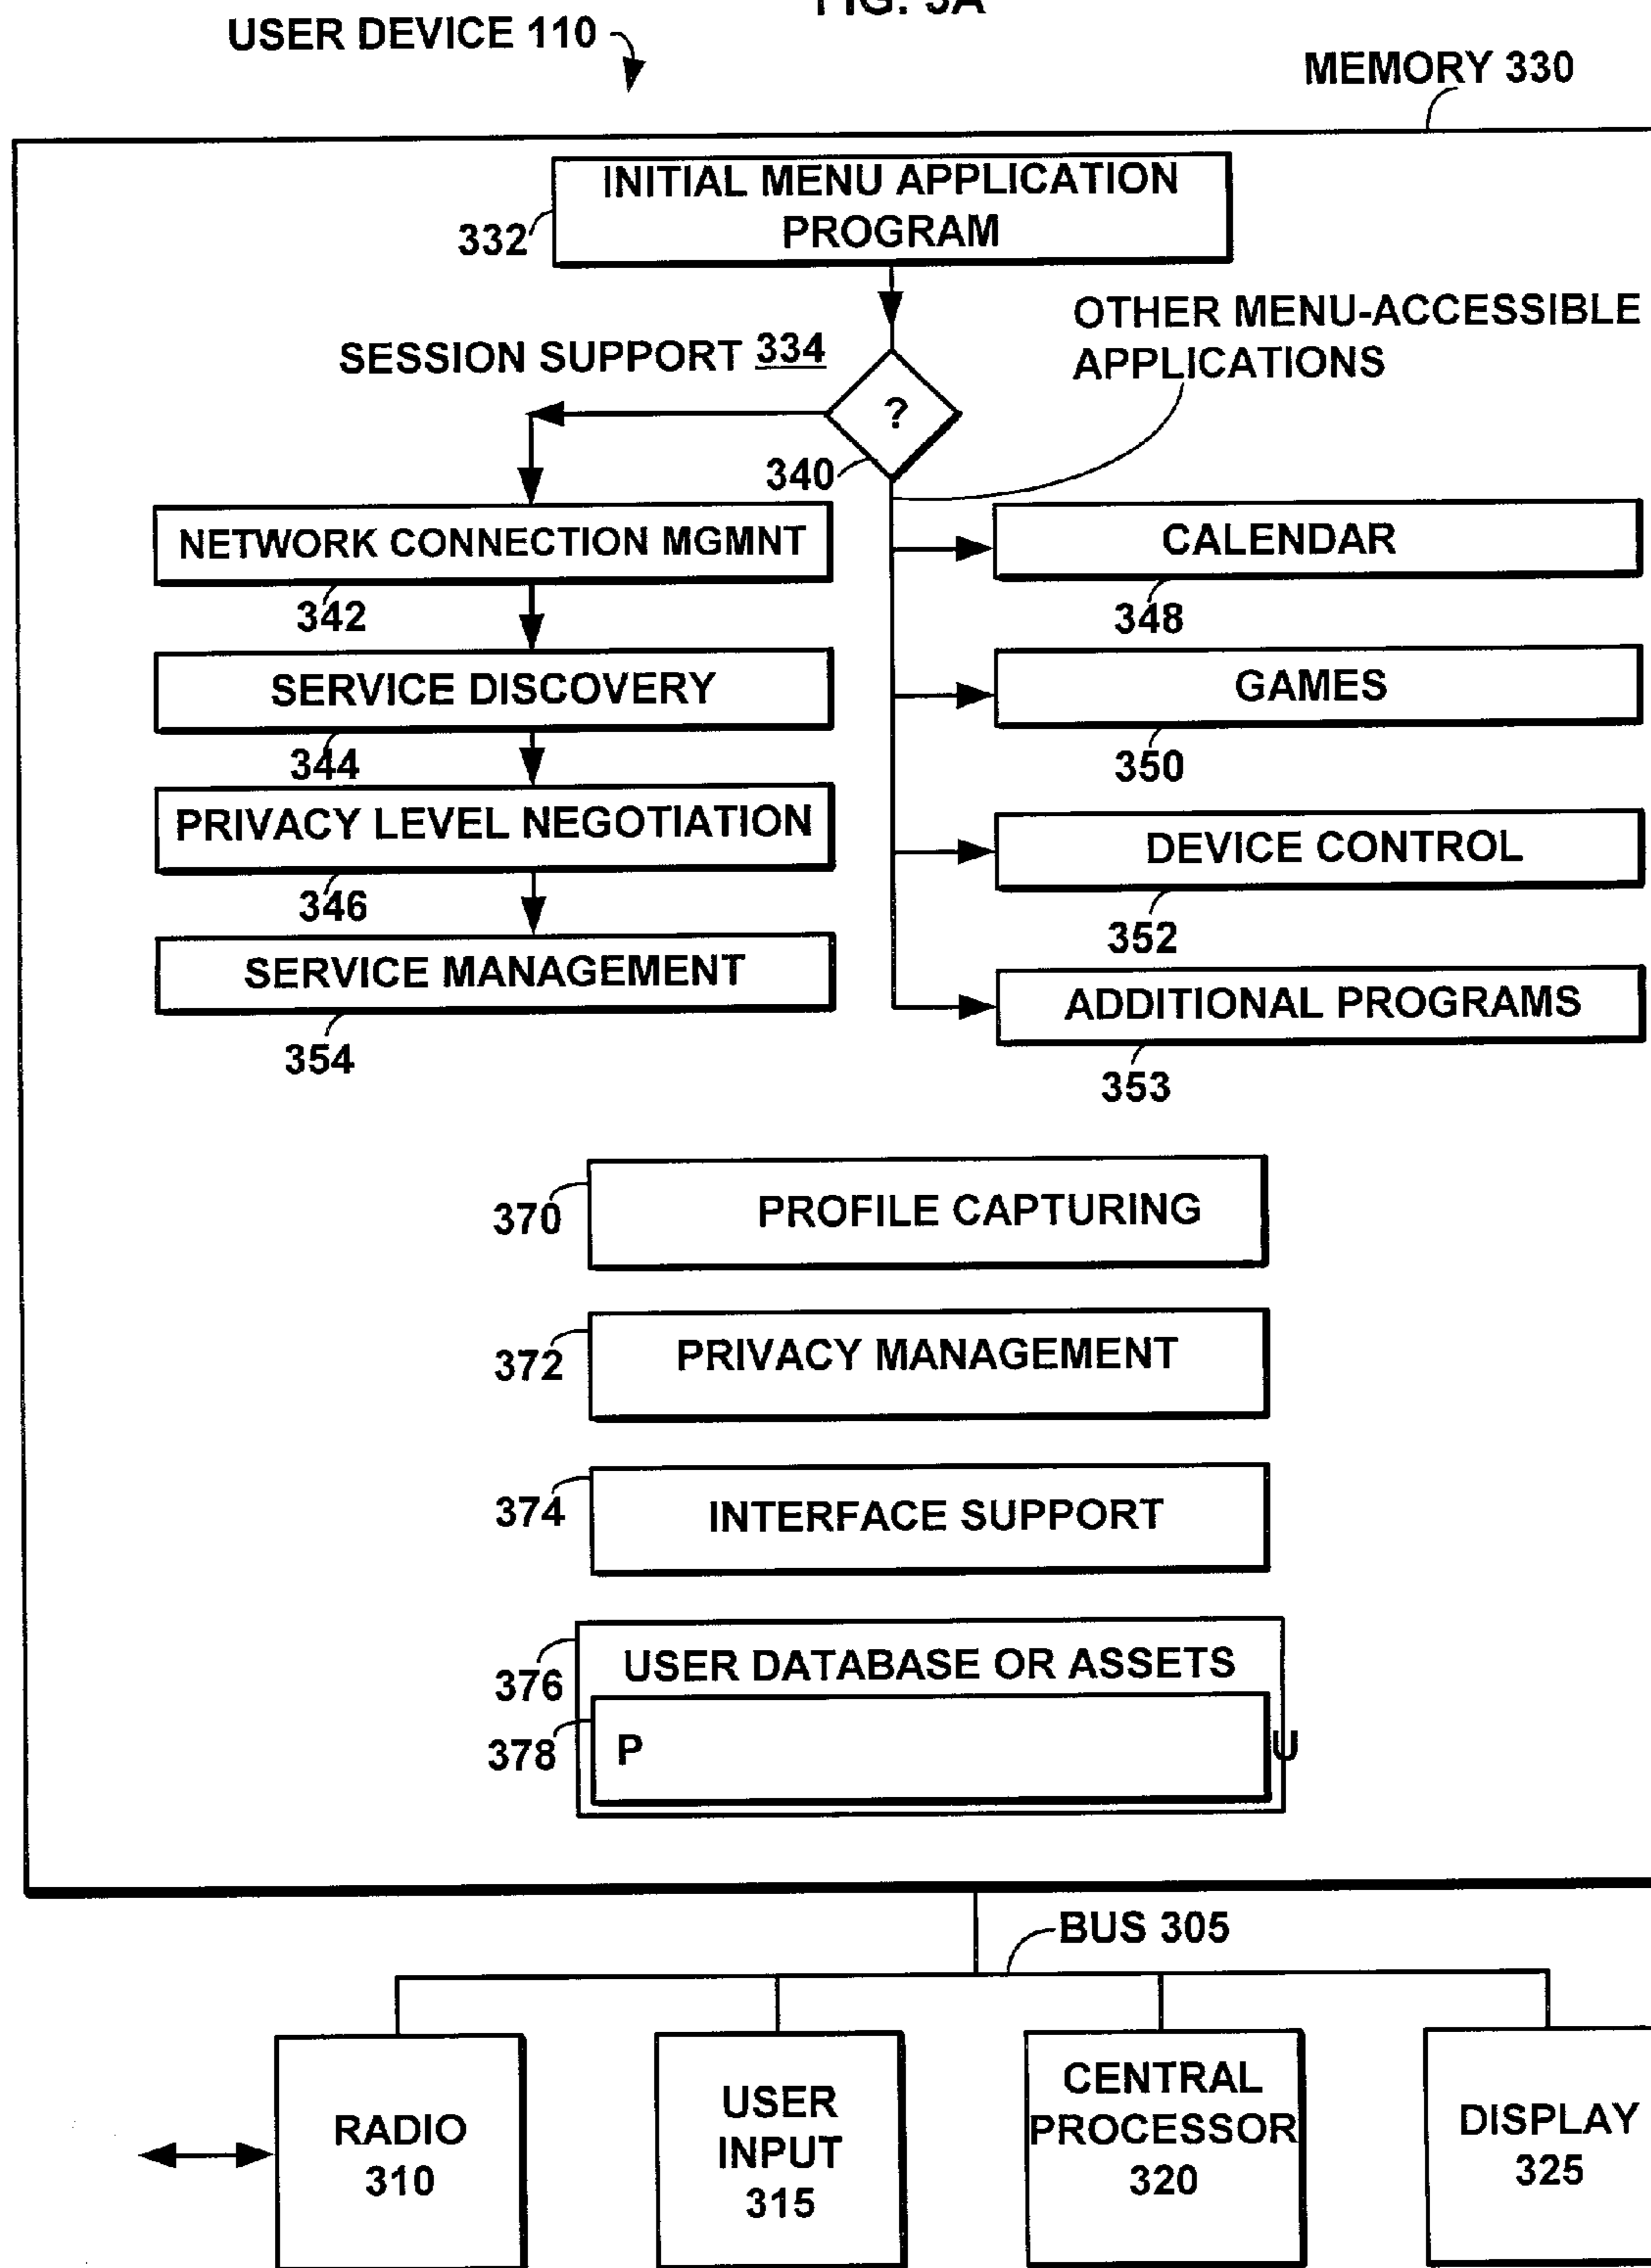 FIG. 3A
USER DEVICE 110
MEMORY 330
INITIAL MENU APPLICATION
PROGRAM
332
OTHER MENU-ACCESSIBLE
APPLICATIONS
SESSION SUPPORT 334
?
340
NETWORK CONNECTION MGMNT
342
CALENDAR
348
SERVICE DISCOVERY
344
GAMES
350
PRIVACY LEVEL NEGOTIATION
346
DEVICE CONTROL
352
SERVICE MANAGEMENT
354
ADDITIONAL PROGRAMS
353
370
PROFILE CAPTURING
372
PRIVACY MANAGEMENT
374
INTERFACE SUPPORT
376
USER DATABASE OR ASSETS
378
P U
BUS 305
RADIO
310
USER
INPUT
315
CENTRAL
PROCESSOR
320
DISPLAY
325